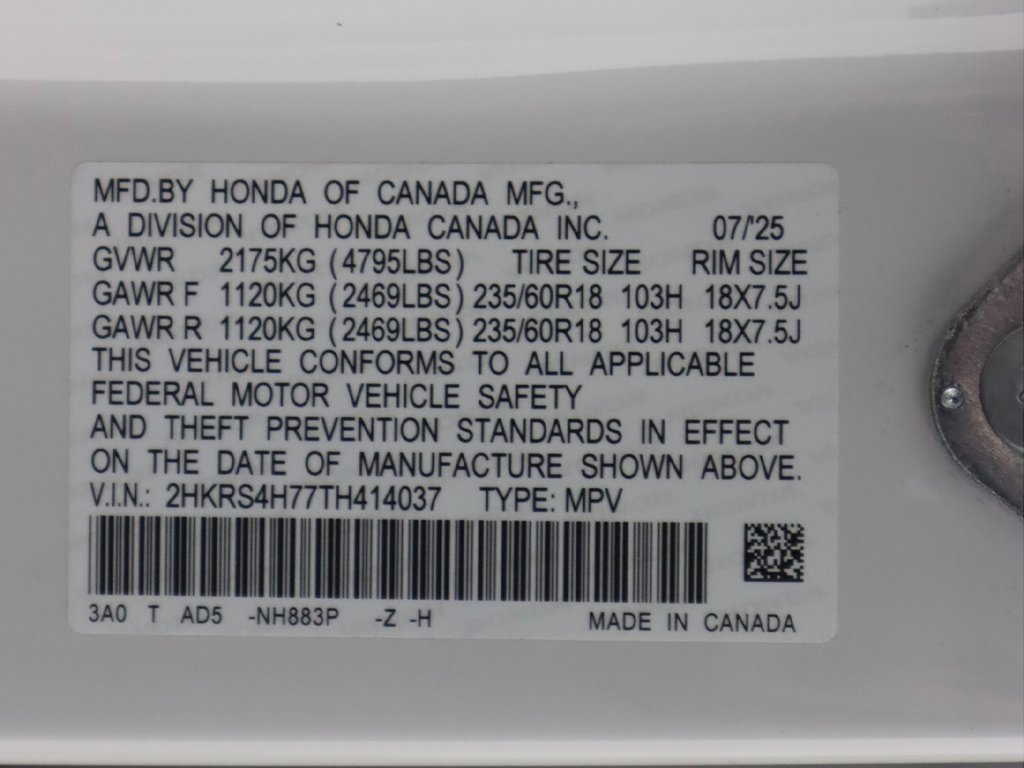 MFD.BY HONDA OF CANADA MFG.,
A DIVISION OF HONDA CANADA INC. 07/'25
GVWR 2175KG (4795LBS) TIRE SIZE RIM SIZE
GAWR F 1120KG (2469LBS) 235/60R18 103H 18X7.5J
GAWR R 1120KG (2469LBS) 235/60R18 103H 18X7.5J
THIS VEHICLE CONFORMS TO ALL APPLICABLE
FEDERAL MOTOR VEHICLE SAFETY
AND THEFT PREVENTION STANDARDS IN EFFECT
ON THE DATE OF MANUFACTURE SHOWN ABOVE.
V.I.N.: 2HKRS4H77TH414037 TYPE: MPV
3A0 T AD5 -NH883P -Z -H MADE IN CANADA